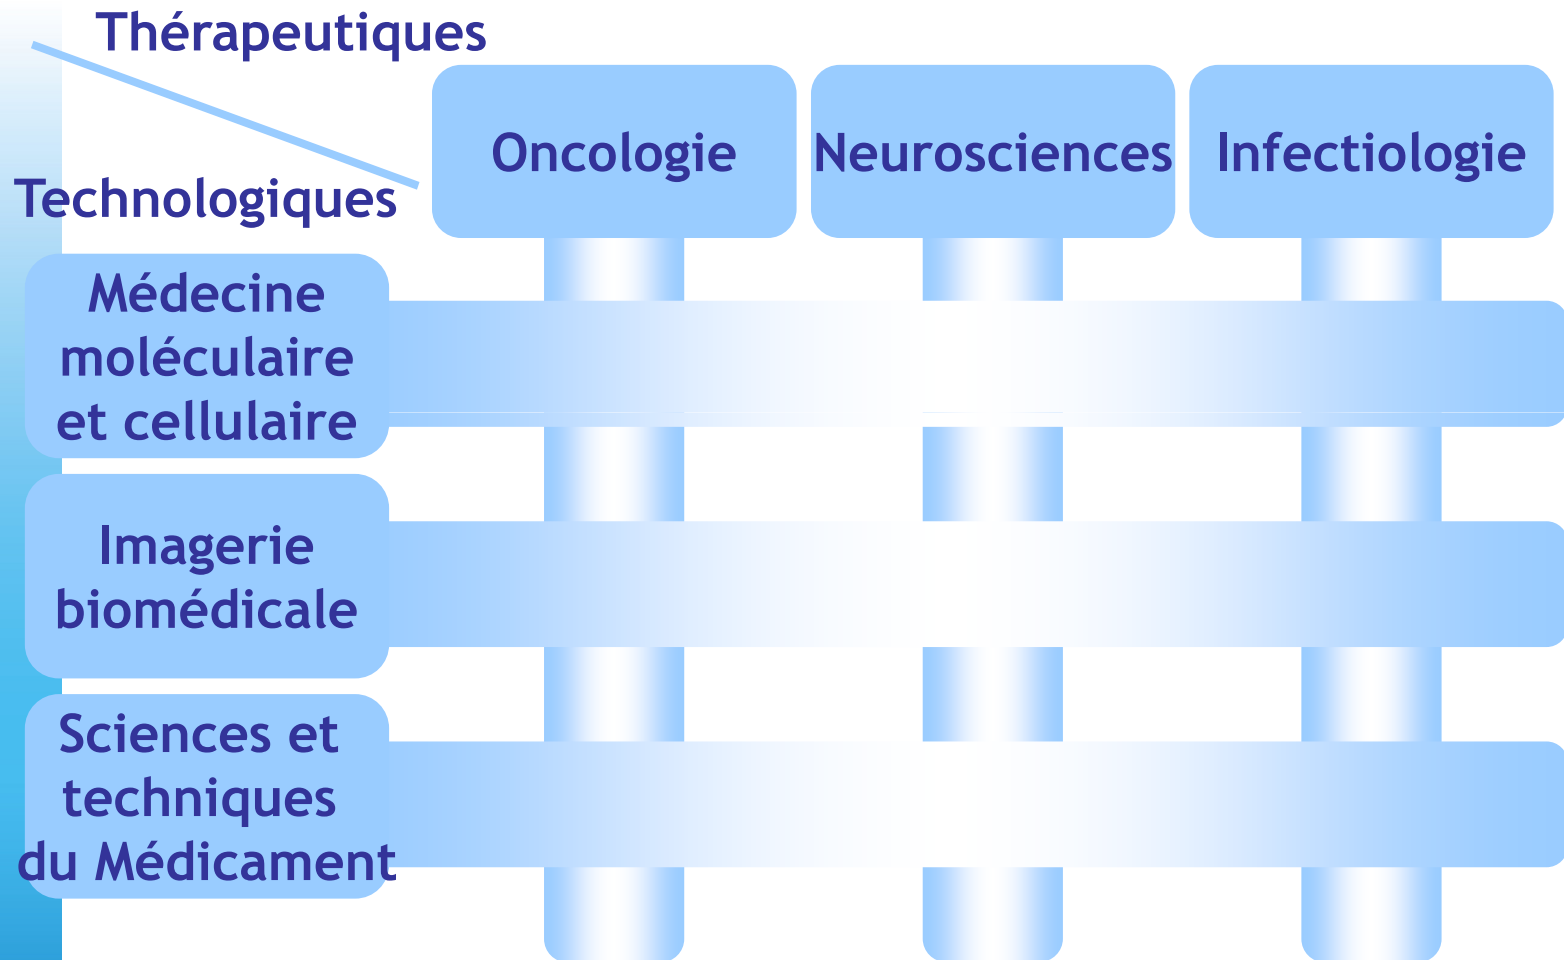 Thérapeutiques
Technologiques
Oncologie
Neurosciences
Infectiologie
Médecine
moléculaire
et cellulaire
Imagerie
biomédicale
Sciences et
techniques
du Médicament